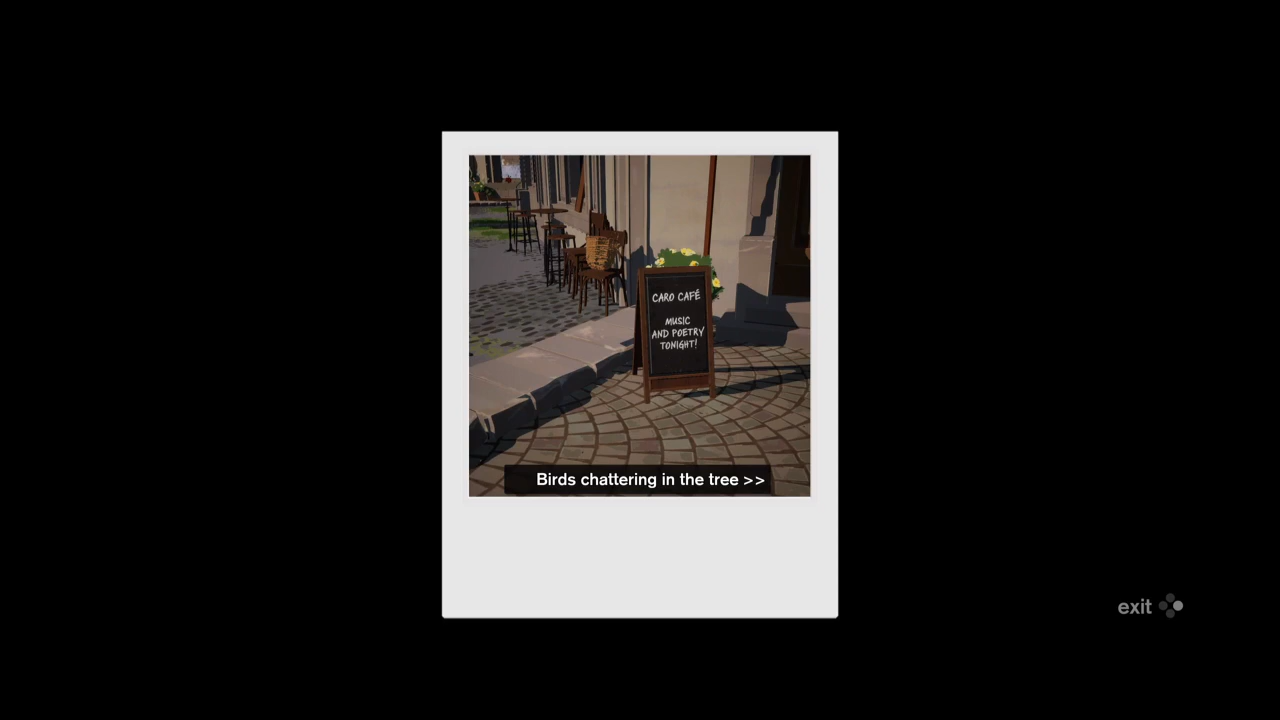 CARO CAFÉ
MUSIC
AND POETRY
TONIGHT!
Birds chattering in the tree >>
exit